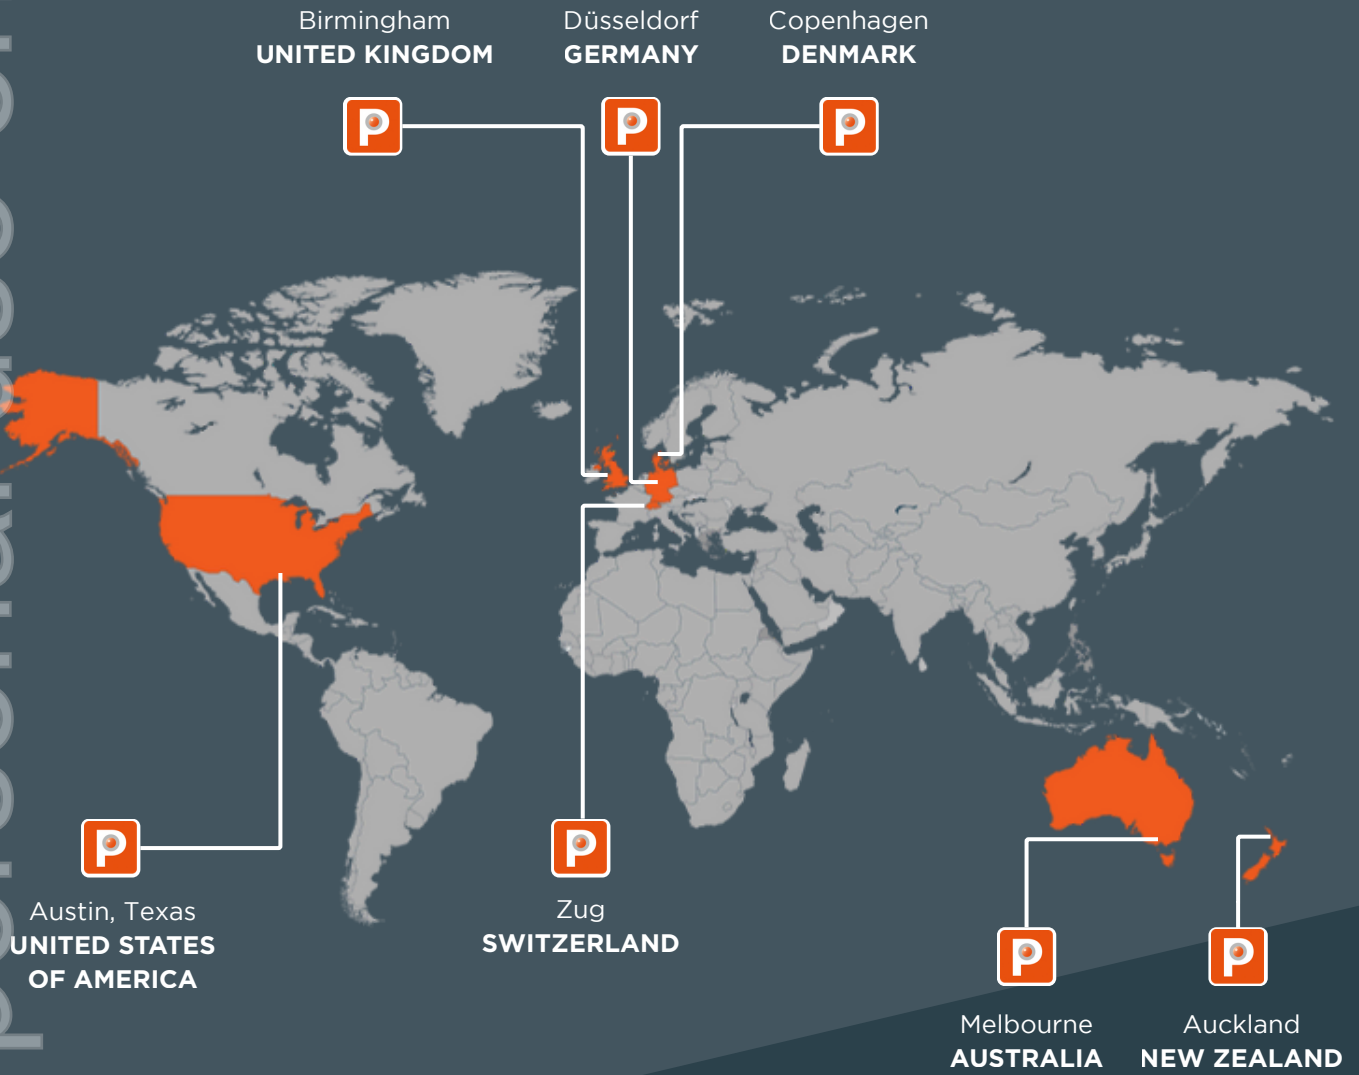 Birmingham
UNITED KINGDOM
Düsseldorf
GERMANY
Copenhagen
DENMARK
P
P
P
P
Austin, Texas
UNITED STATES
OF AMERICA
P
Zug
SWITZERLAND
P
Melbourne
AUSTRALIA
P
Auckland
NEW ZEALAND